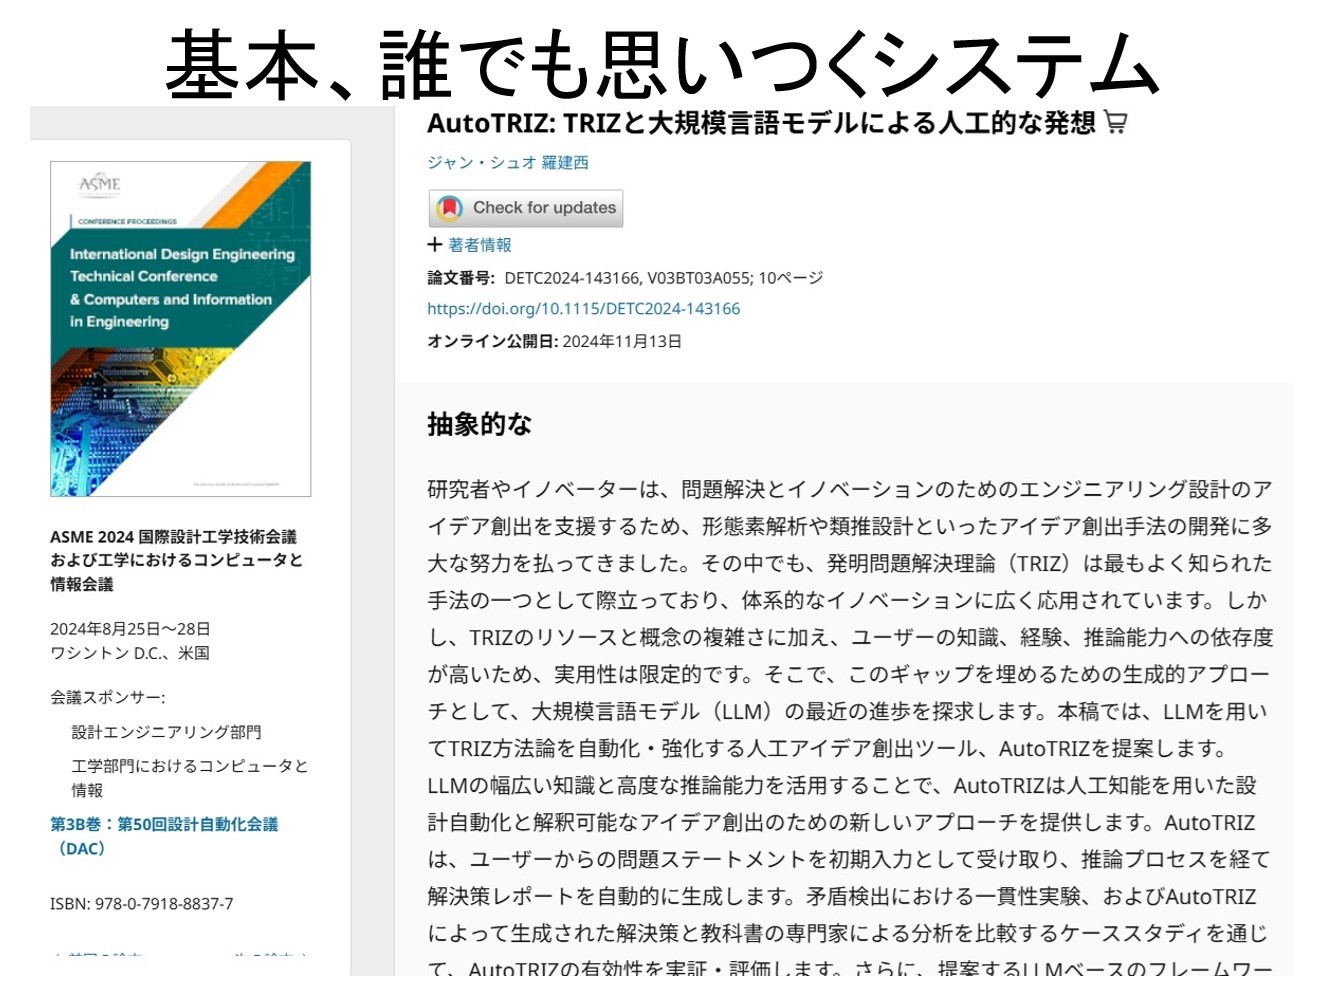 基本、誰でも思いつくシステム
AutoTRIZ: TRIZと大規模言語モデルによる人工的な発想
ジャン・シュオ 羅建西
Check for updates
著者情報
論文番号: DETC2024-143166, V03BT03A055; 10ページ
https://doi.org/10.1115/DETC2024-143166
オンライン公開日: 2024年11月13日
抽象的な
研究者やイノベーターは、問題解決とイノベーションのためのエンジニアリング設計のア
イデア創出を支援するため、形態素解析や類推設計といったアイデア創出手法の開発に多
大な努力を払ってきました。その中でも、発明問題解決理論（TRIZ）は最もよく知られた
手法の一つとして際立っており、体系的なイノベーションに広く応用されています。しか
し、TRIZのリソースと概念の複雑さに加え、ユーザーの知識、経験、推論能力への依存度
が高いため、実用性は限定的です。そこで、このギャップを埋めるための生成的アプロー
チとして、大規模言語モデル（LLM）の最近の進歩を探求します。本稿では、LLMを用い
てTRIZ方法論を自動化・強化する人工アイデア創出ツール、AutoTRIZを提案します。
LLMの幅広い知識と高度な推論能力を活用することで、AutoTRIZは人工知能を用いた設
計自動化と解釈可能なアイデア創出のための新しいアプローチを提供します。AutoTRIZ
は、ユーザーからの問題ステートメントを初期入力として受け取り、推論プロセスを経て
解決策レポートを自動的に生成します。矛盾検出における一貫性実験、およびAutoTRIZ
によって生成された解決策と教科書の専門家による分析を比較するケーススタディを通じ
て、AutoTRIZの有効性を実証・評価します。さらに、提案するLLMベースのフレームワー
ASME
CONFERENCE PROCEEDINGS
International Design Engineering
Technical Conference
& Computers and Information
in Engineering
ASME 2024 国際設計工学技術会議
および工学におけるコンピュータと
情報会議
2024年8月25日～28日
ワシントン D.C.、米国
会議スポンサー:
設計エンジニアリング部門
工学部門におけるコンピュータと
情報
第3B巻：第50回設計自動化会議
（DAC）
ISBN: 978-0-7918-8837-7